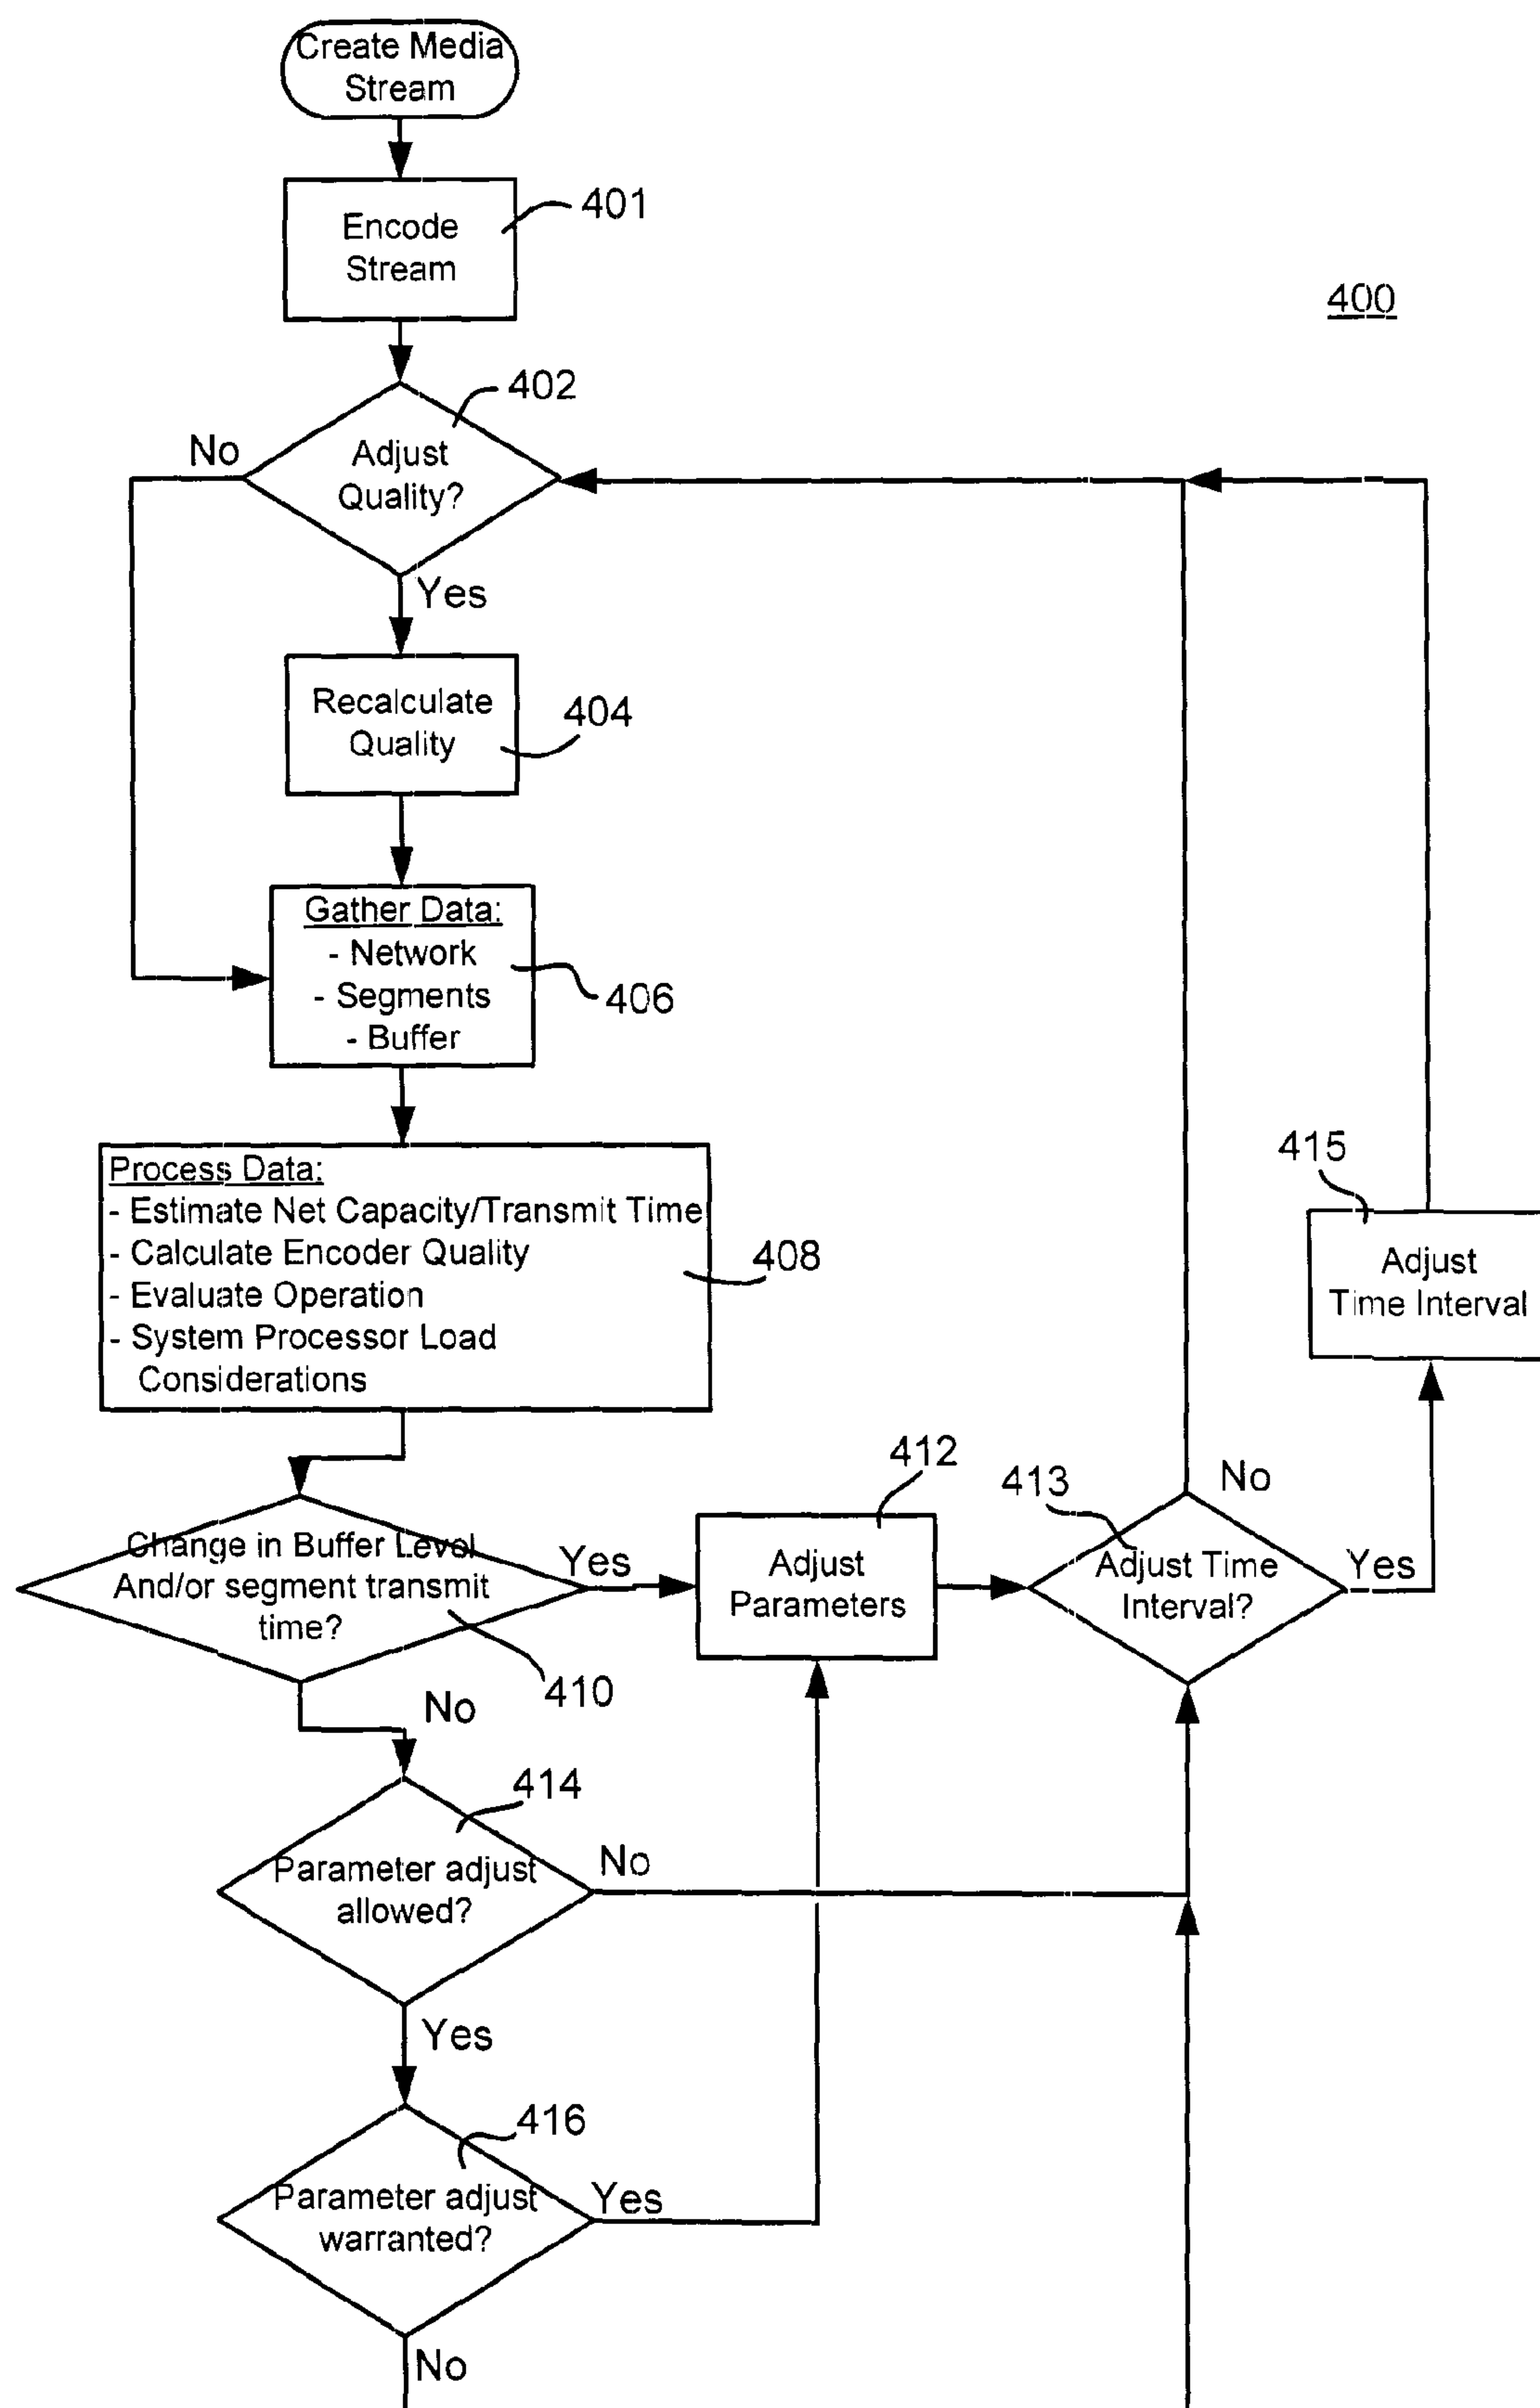 Create Media
Stream
401
Encode
Stream
400
402
No
Adjust
Quality?
Yes
Recalculate
Quality
404
Gather Data:
- Network
- Segments
- Buffer
406
Process Data:
- Estimate Net Capacity/Transmit Time
- Calculate Encoder Quality
- Evaluate Operation
- System Processor Load
Considerations
408
415
Adjust
Time Interval
Change in Buffer Level
And/or segment transmit
time?
Yes
410
No
412
Adjust
Parameters
413
No
Adjust Time
Interval?
Yes
414
Parameter adjust
allowed?
No
Yes
416
Parameter adjust
warranted?
Yes
No